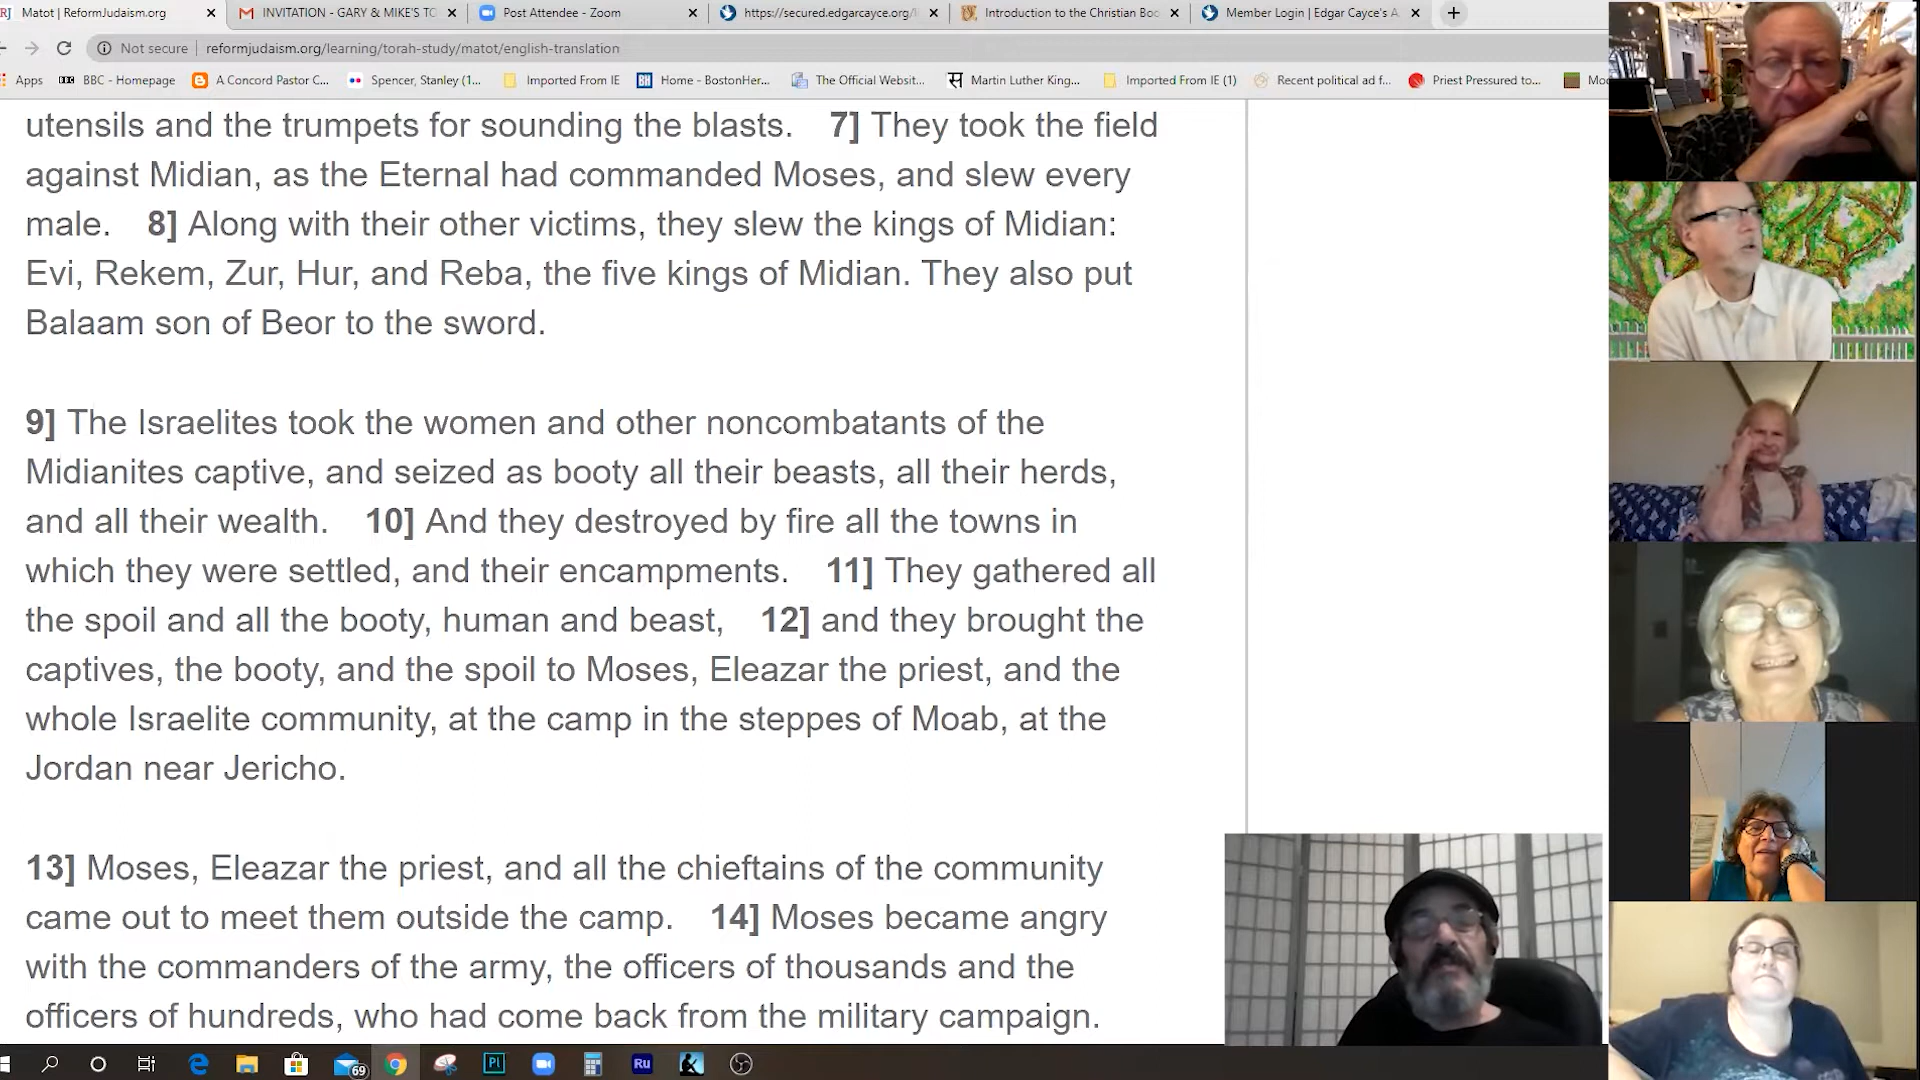 Matot | ReformJudaism.org
INVITATION - GARY & MIKE'S TO
Post Attendee - Zoom
https://secured.edgarcayce.org/
Introduction to the Christian Boo
Member Login | Edgar Cayce's A
Not secure
reformjudaism.org/learning/torah-study/matot/english-translation
Apps
BBC - Homepage
A Concord Pastor C...
Spencer, Stanley (1...
Imported From IE
Home - BostonHer...
The Official Websit...
Martin Luther King...
Imported From IE (1)
Recent political ad f...
Priest Pressured to...
utensils and the trumpets for sounding the blasts. 7] They took the field
against Midian, as the Eternal had commanded Moses, and slew every
male. 8] Along with their other victims, they slew the kings of Midian:
Evi, Rekem, Zur, Hur, and Reba, the five kings of Midian. They also put
Balaam son of Beor to the sword.
9] The Israelites took the women and other noncombatants of the
Midianites captive, and seized as booty all their beasts, all their herds,
and all their wealth. 10] And they destroyed by fire all the towns in
which they were settled, and their encampments. 11] They gathered all
the spoil and all the booty, human and beast, 12] and they brought the
captives, the booty, and the spoil to Moses, Eleazar the priest, and the
whole Israelite community, at the camp in the steppes of Moab, at the
Jordan near Jericho.
13] Moses, Eleazar the priest, and all the chieftains of the community
came out to meet them outside the camp. 14] Moses became angry
with the commanders of the army, the officers of thousands and the
officers of hundreds, who had come back from the military campaign.
69
Pl
Ru